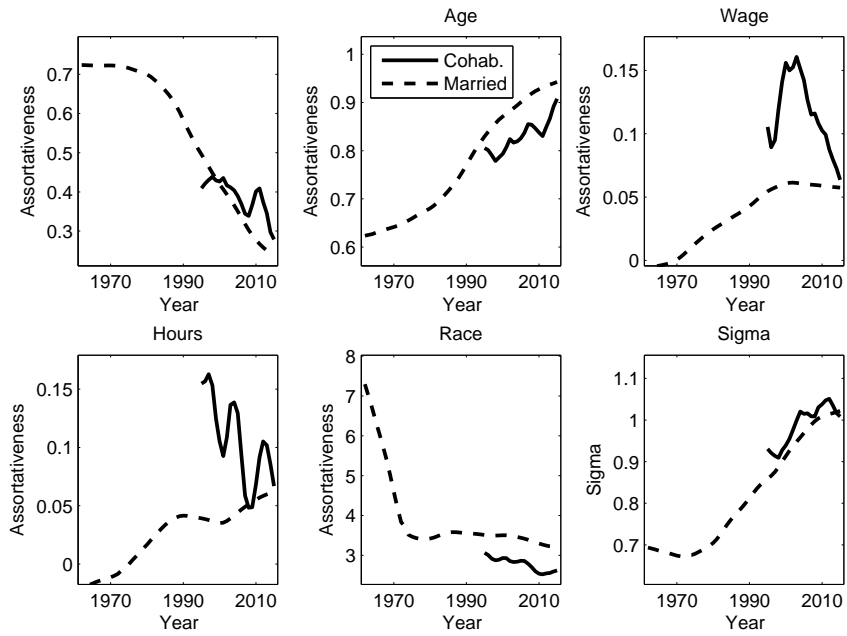 Age
Wage
Cohab.
Married
Assortativeness
0.7
0.6
0.5
0.4
0.3
1970
1990
2010
Year
Assortativeness
1
0.9
0.8
0.7
0.6
1970
1990
2010
Year
Assortativeness
0.15
0.1
0.05
0
1970
1990
2010
Year
Hours
Race
Sigma
Assortativeness
0.15
0.1
0.05
0
1970
1990
2010
Year
Assortativeness
8
7
6
5
4
3
1970
1990
2010
Year
Sigma
1.1
1
0.9
0.8
0.7
1970
1990
2010
Year